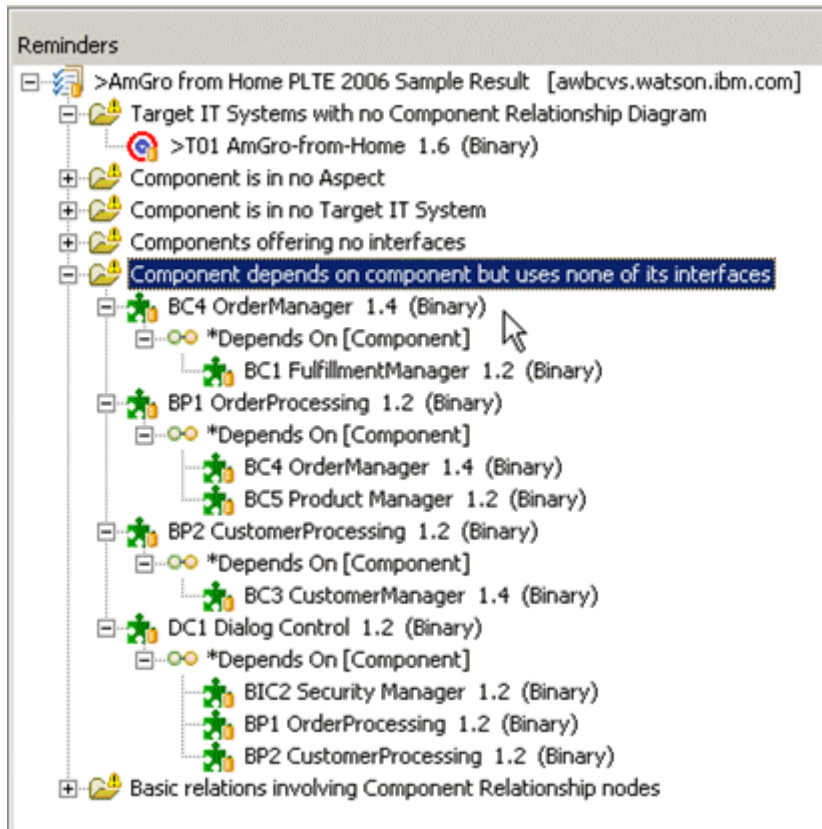 Reminders
>AmGro from Home PLTE 2006 Sample Result [awbcvs.watson.ibm.com]
Target IT Systems with no Component Relationship Diagram
>T01 AmGro-from-Home 1.6 (Binary)
Component is in no Aspect
Component is in no Target IT System
Components offering no interfaces
Component depends on component but uses none of its interfaces
BC4 OrderManager 1.4 (Binary)
*Depends On [Component]
BC1 FulfillmentManager 1.2 (Binary)
BP1 OrderProcessing 1.2 (Binary)
*Depends On [Component]
BC4 OrderManager 1.4 (Binary)
BC5 Product Manager 1.2 (Binary)
BP2 CustomerProcessing 1.2 (Binary)
*Depends On [Component]
BC3 CustomerManager 1.4 (Binary)
DC1 Dialog Control 1.2 (Binary)
*Depends On [Component]
BIC2 Security Manager 1.2 (Binary)
BP1 OrderProcessing 1.2 (Binary)
BP2 CustomerProcessing 1.2 (Binary)
Basic relations involving Component Relationship nodes